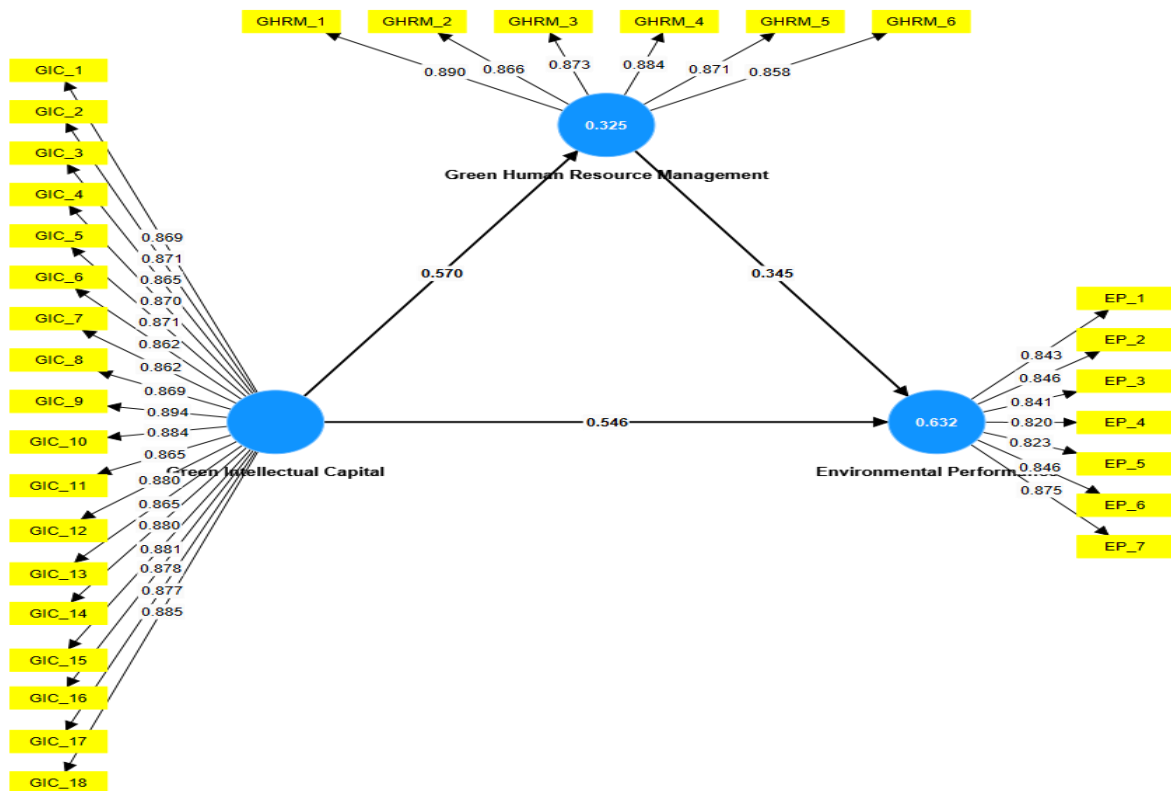 GHRM_1 GHRM_2 GHRM_3 GHRM_4 GHRM_5 GHRM_6
0.890 0.866 0.873 0.884 0.871 0.858
0.325
Green Human Resource Management
GIC_1
GIC_2
GIC_3
GIC_4
GIC_5
GIC_6
GIC_7
GIC_8
GIC_9
GIC_10
GIC_11
GIC_12
GIC_13
GIC_14
GIC_15
GIC_16
GIC_17
GIC_18
0.869
0.871
0.865
0.870
0.871
0.862
0.862
0.869
0.894
0.884
0.865
0.880
0.865
0.880
0.881
0.878
0.877
0.885
Green Intellectual Capital
0.570
0.345
0.546
0.632
Environmental Performance
0.843
0.846
0.841
0.820
0.823
0.846
0.875
EP_1
EP_2
EP_3
EP_4
EP_5
EP_6
EP_7